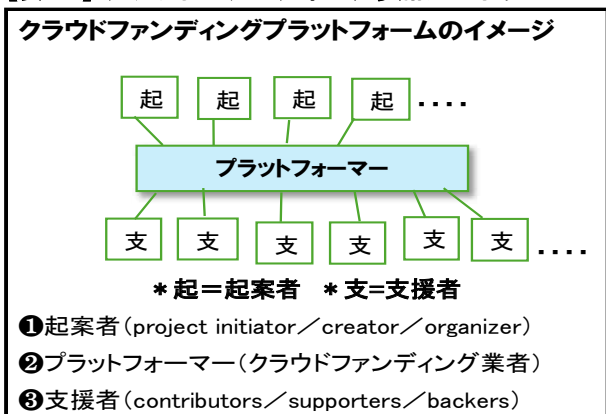 クラウドファンディングプラットフォームのイメージ
起 起 起 起 ・・・・
プラットフォーマー
支 支 支 支 支 支 ・・・・
*起＝起案者 *支=支援者
❶起案者（project initiator／creator／organizer）
❷プラットフォーマー（クラウドファンディング業者）
❸支援者（contributors／supporters／backers）